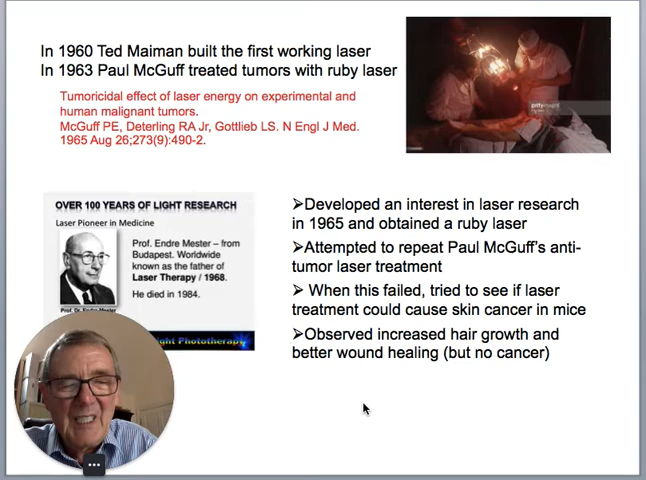 In 1960 Ted Maiman built the first working laser
In 1963 Paul McGuff treated tumors with ruby laser
Tumoricidal effect of laser energy on experimental and
human malignant tumors.
McGuff PE, Deterling RA Jr, Gottlieb LS. N Engl J Med.
1965 Aug 26;273(9):490-2.
gettyimages
OVER 100 YEARS OF LIGHT RESEARCH
Laser Pioneer in Medicine
Prof. Endre Mester – from
Budapest. Worldwide
known as the father of
Laser Therapy / 1968.
He died in 1984.
Prof. Dr. Endre Mester
ight Phototherapy
➢Developed an interest in laser research
in 1965 and obtained a ruby laser
➢Attempted to repeat Paul McGuff's anti-
tumor laser treatment
➢ When this failed, tried to see if laser
treatment could cause skin cancer in mice
➢Observed increased hair growth and
better wound healing (but no cancer)